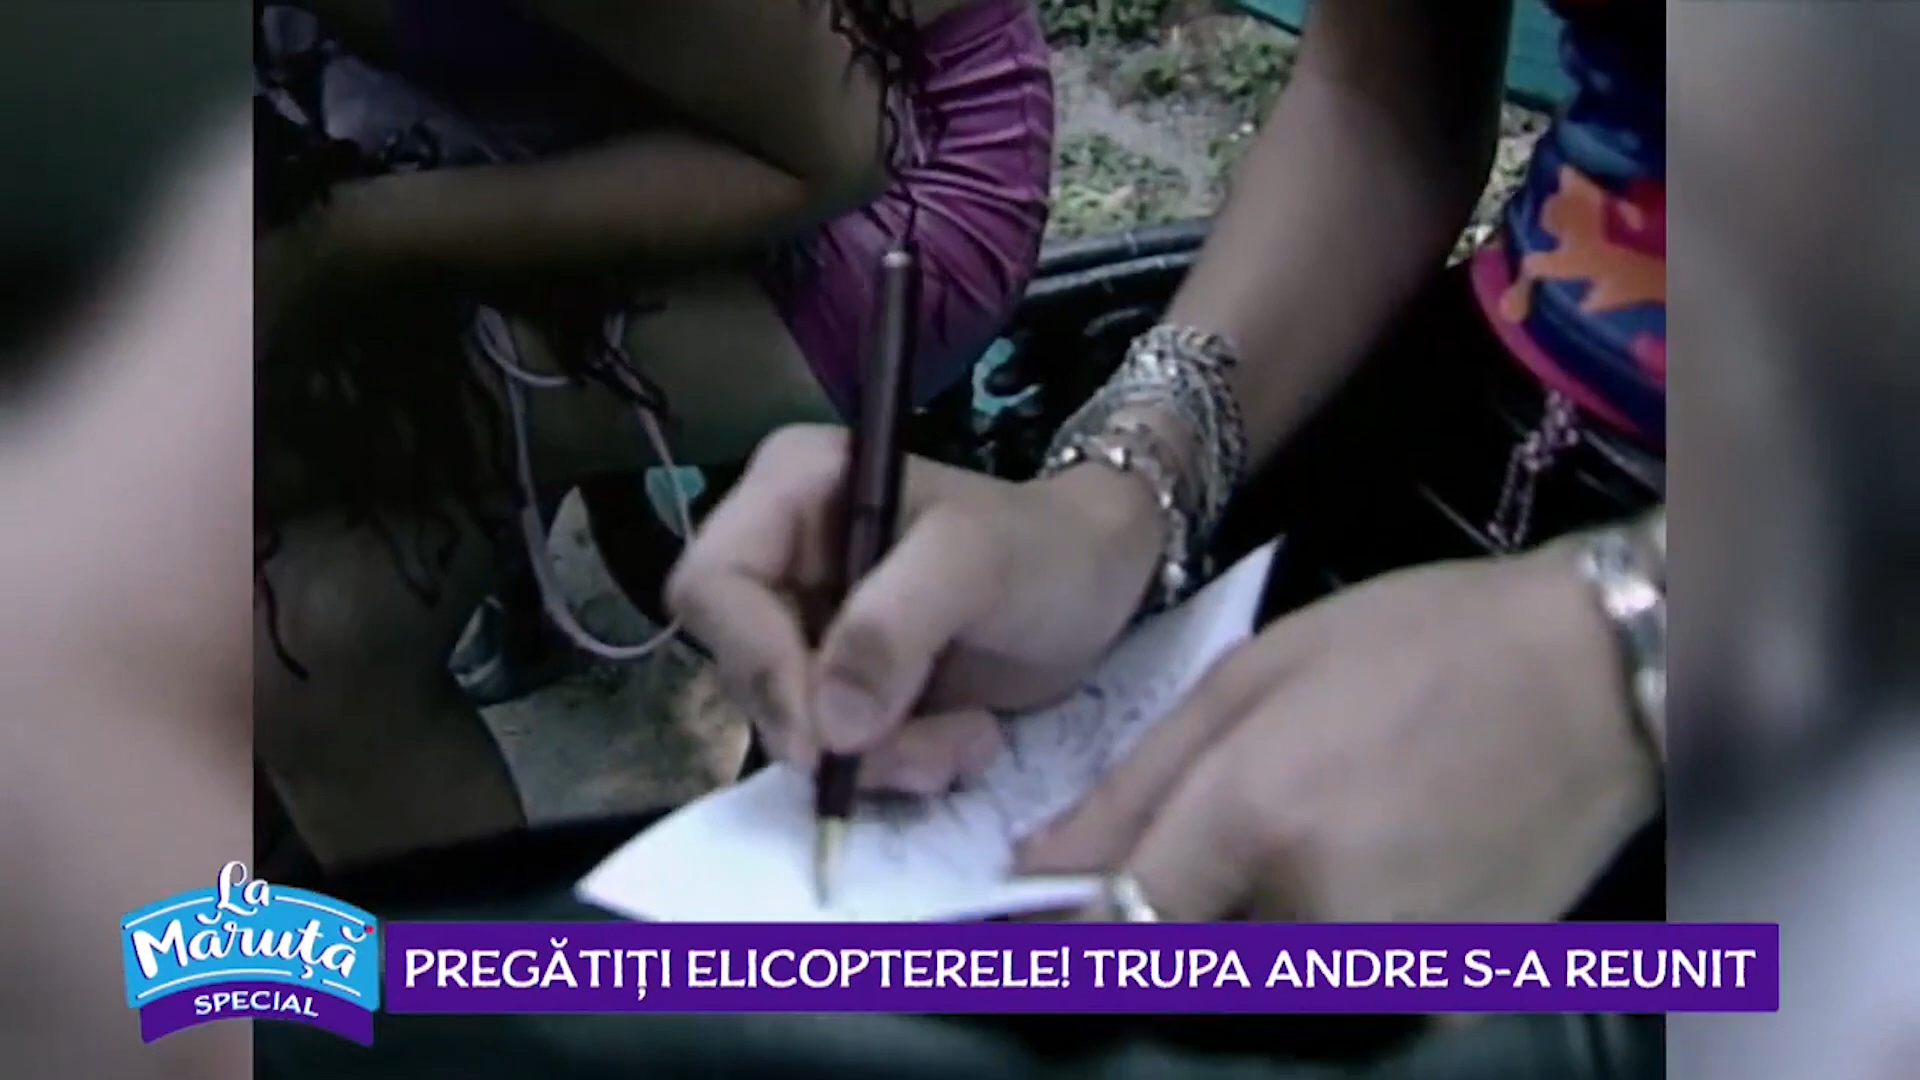 La
Măruță
SPECIAL
PREGĂTIȚI ELICOPTERELE! TRUPA ANDRE S-A REUNIT